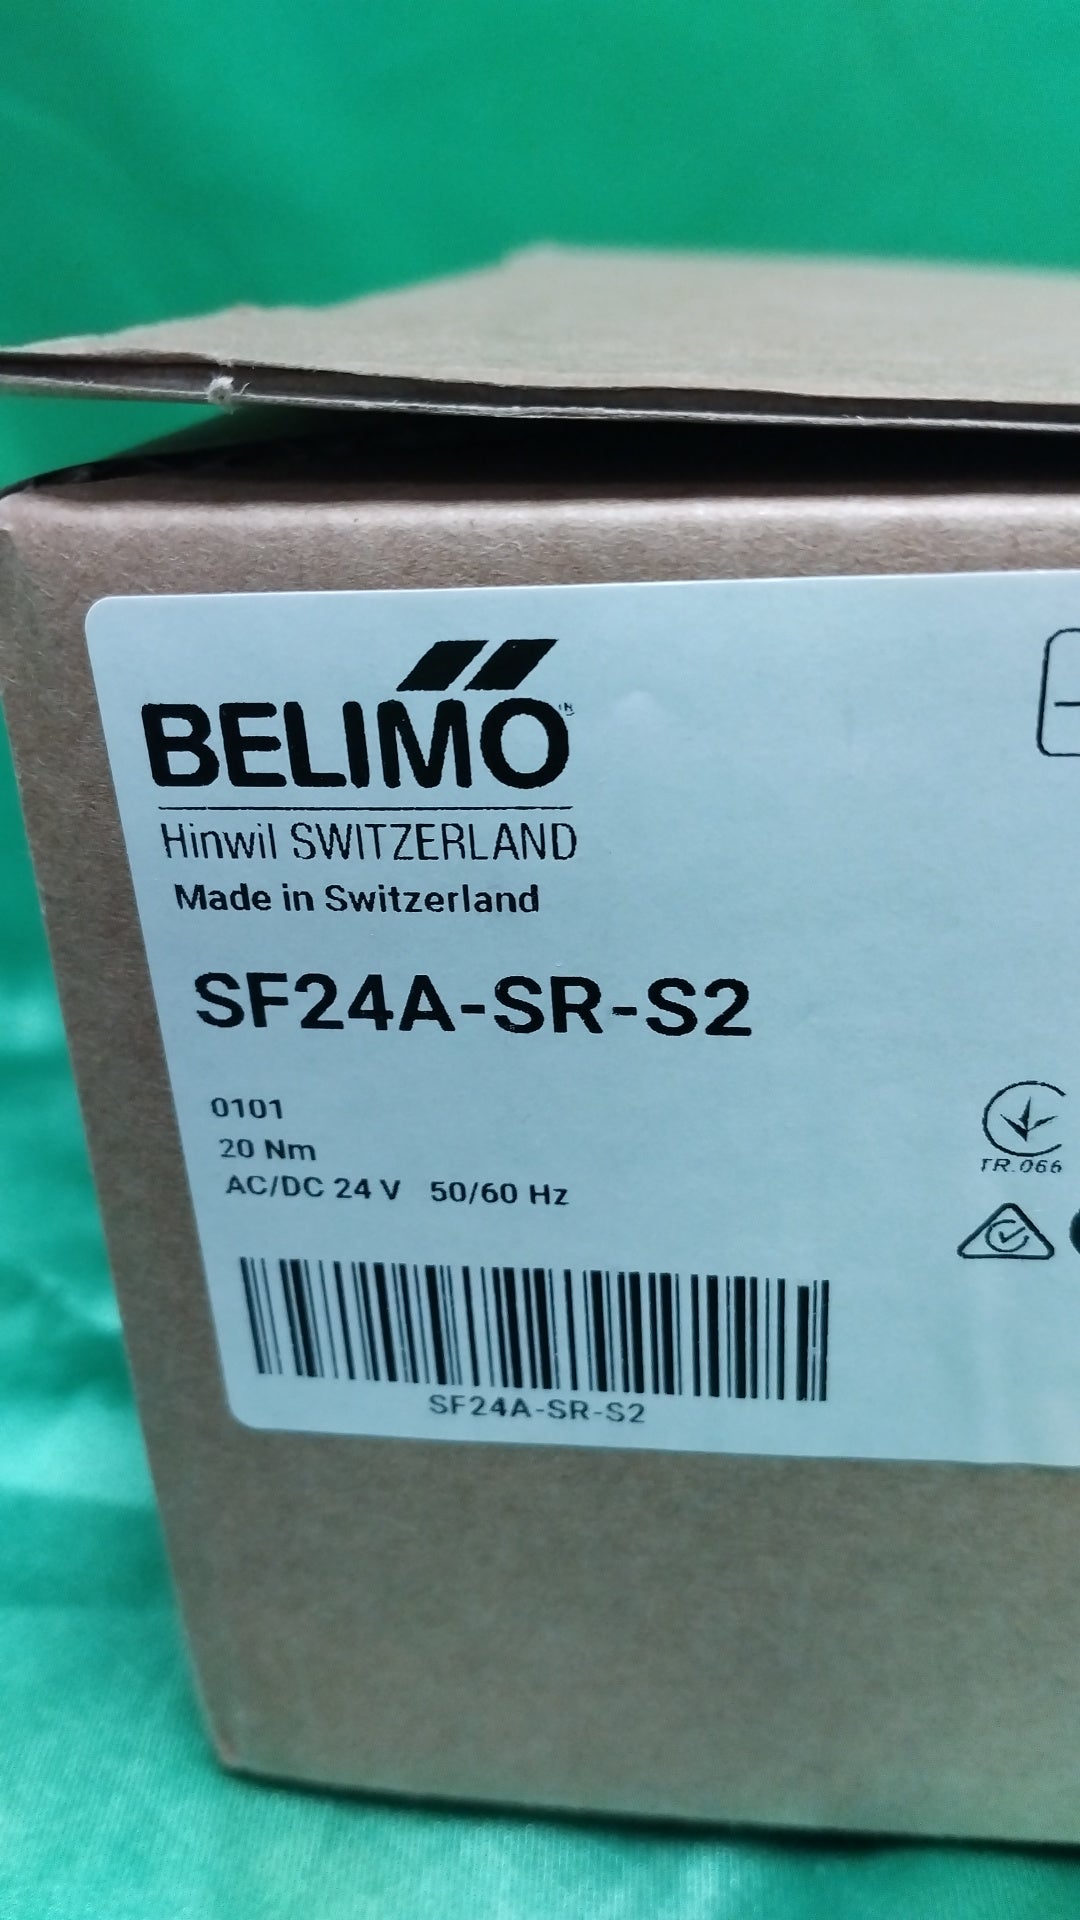 BELIMO
Hinwil SWITZERLAND
Made in Switzerland
SF24A-SR-S2
0101
20 Nm
AC/DC 24 V 50/60 Hz
TR.066
SF24A-SR-S2